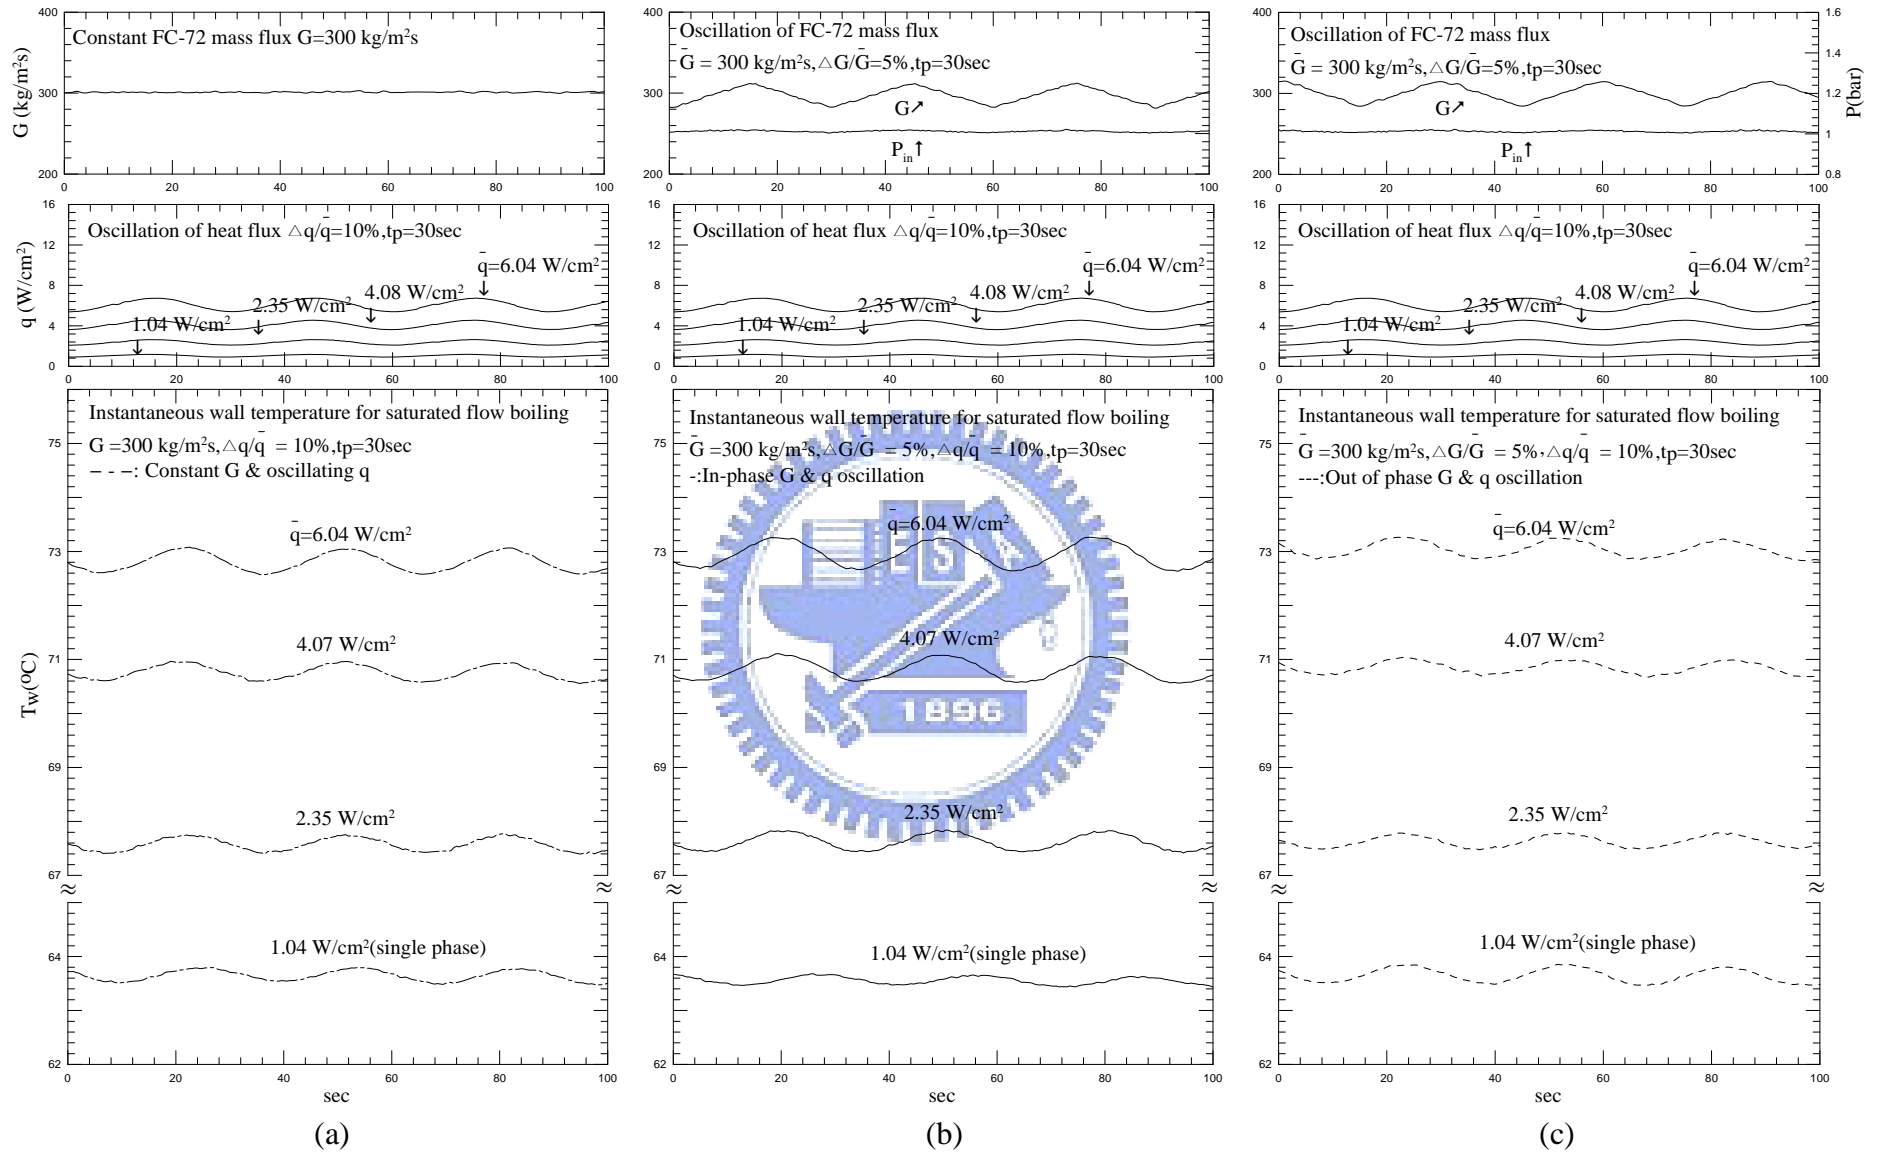 Constant FC-72 mass flux G=300 kg/m²s
G (kg/m²s)
400
300
200
0 20 40 60 80 100
Oscillation of heat flux △q/q̄=10%,tp=30sec
q̄=6.04 W/cm²
4.08 W/cm²
2.35 W/cm²
1.04 W/cm²
q (W/cm²)
16
12
8
4
0
0 20 40 60 80 100
Instantaneous wall temperature for saturated flow boiling
G =300 kg/m²s,△q/q̄ = 10%,tp=30sec
– - –: Constant G & oscillating q
q̄=6.04 W/cm²
4.07 W/cm²
2.35 W/cm²
1.04 W/cm²(single phase)
Tw(oC)
75
73
71
69
67
≈ ≈
64
62
0 20 40 60 80 100
sec
(a)
Oscillation of FC-72 mass flux
Ḡ = 300 kg/m²s,△G/Ḡ=5%,tp=30sec
G↗
Pin↑
400
300
200
0 20 40 60 80 100
Oscillation of heat flux △q/q̄=10%,tp=30sec
q̄=6.04 W/cm²
4.08 W/cm²
2.35 W/cm²
1.04 W/cm²
16
12
8
4
0
0 20 40 60 80 100
Instantaneous wall temperature for saturated flow boiling
Ḡ =300 kg/m²s,△G/Ḡ = 5%,△q/q̄ = 10%,tp=30sec
-:In-phase G & q oscillation
q̄=6.04 W/cm²
4.07 W/cm²
2.35 W/cm²
1.04 W/cm²(single phase)
E S A
1896
75
73
71
69
67
≈ ≈
64
62
0 20 40 60 80 100
sec
(b)
Oscillation of FC-72 mass flux
Ḡ = 300 kg/m²s,△G/Ḡ=5%,tp=30sec
G↗
Pin↑
400
300
200
1.6
1.4
1.2
1
0.8
P(bar)
0 20 40 60 80 100
Oscillation of heat flux △q/q̄=10%,tp=30sec
q̄=6.04 W/cm²
4.08 W/cm²
2.35 W/cm²
1.04 W/cm²
16
12
8
4
0
0 20 40 60 80 100
Instantaneous wall temperature for saturated flow boiling
Ḡ =300 kg/m²s,△G/Ḡ = 5%,△q/q̄ = 10%,tp=30sec
---:Out of phase G & q oscillation
q̄=6.04 W/cm²
4.07 W/cm²
2.35 W/cm²
1.04 W/cm²(single phase)
75
73
71
69
67
≈ ≈
64
62
0 20 40 60 80 100
sec
(c)